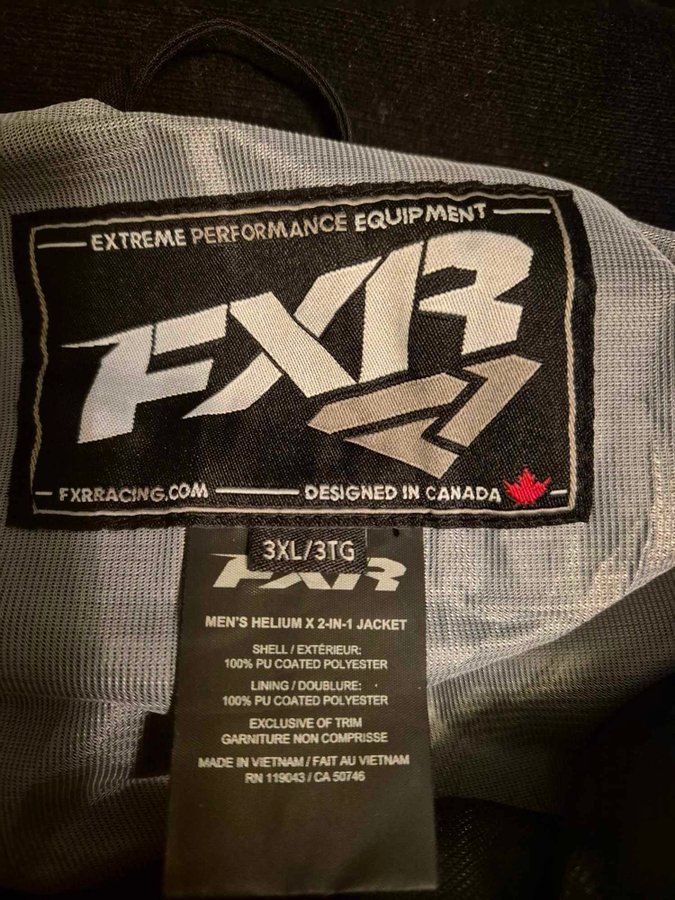 EXTREME PERFORMANCE EQUIPMENT
FXR
FXRRACING.COM DESIGNED IN CANADA
3XL/3TG
FXR
MEN'S HELIUM X 2-IN-1 JACKET
SHELL / EXTÉRIEUR:
100% PU COATED POLYESTER
LINING / DOUBLURE:
100% PU COATED POLYESTER
EXCLUSIVE OF TRIM
GARNITURE NON COMPRISSE
MADE IN VIETNAM / FAIT AU VIETNAM
RN 119043 / CA 50746